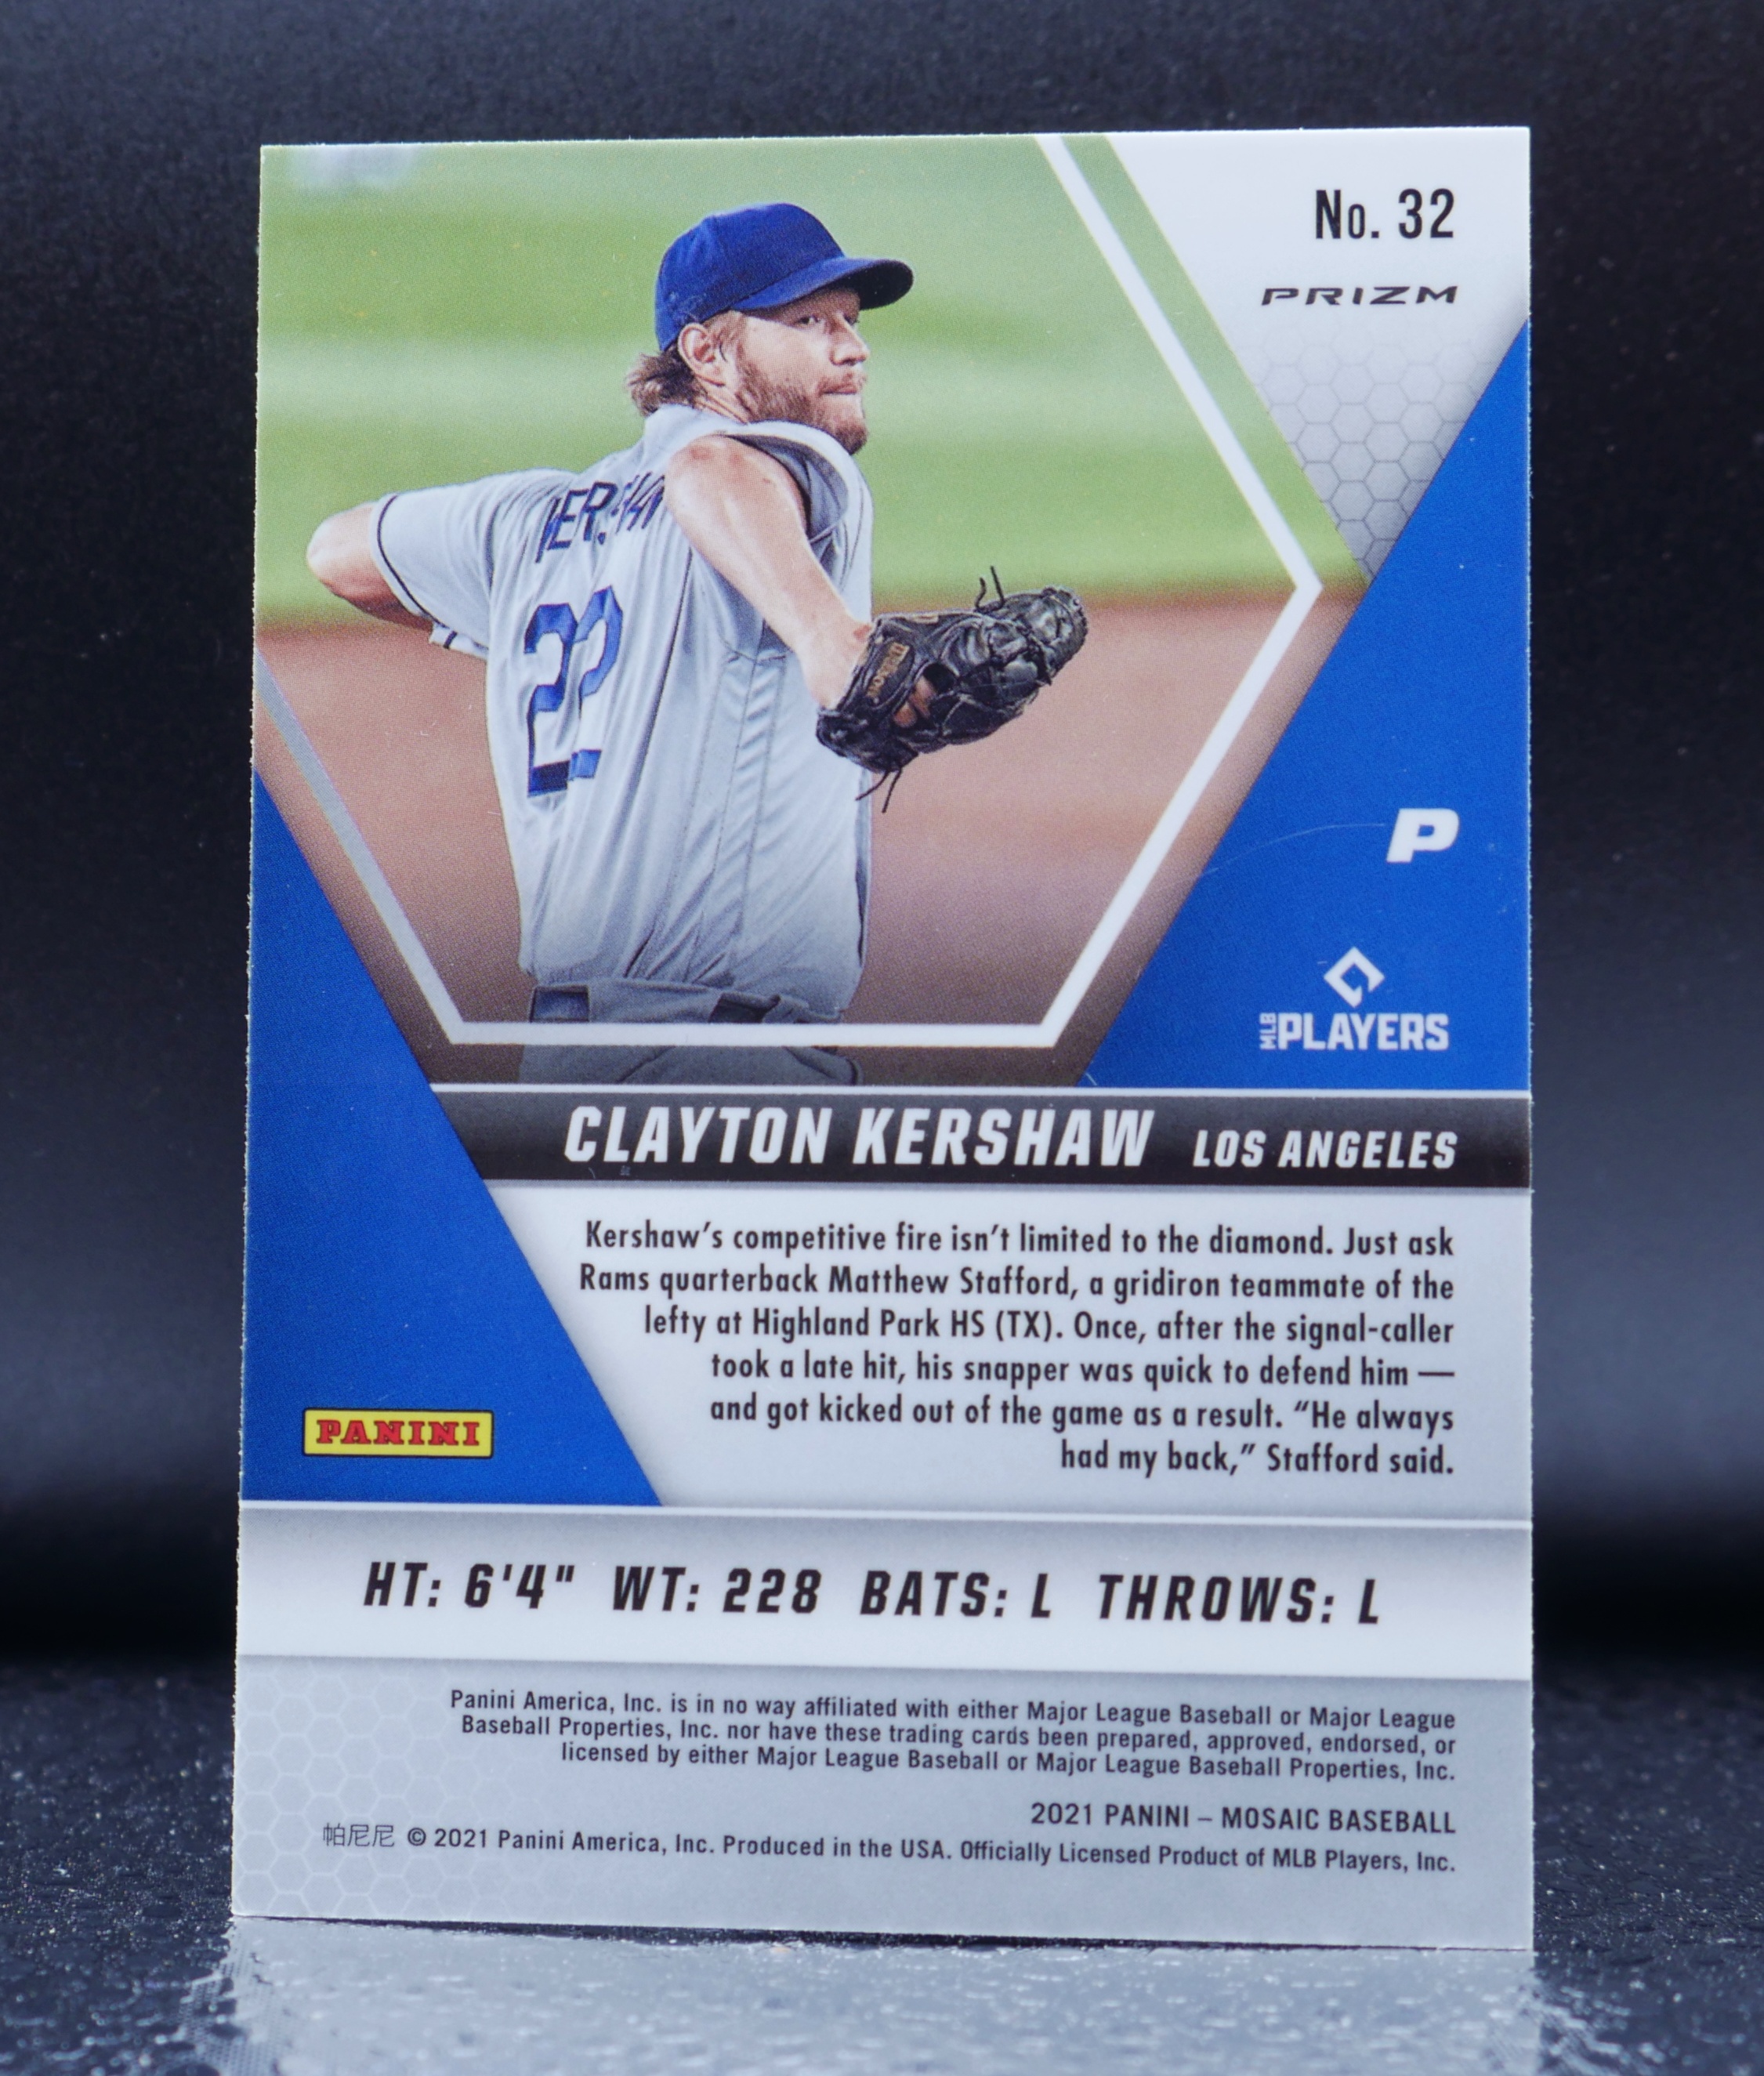 No. 32
PRIZM
22
P
MLB PLAYERS
CLAYTON KERSHAW LOS ANGELES
Kershaw’s competitive fire isn’t limited to the diamond. Just ask
Rams quarterback Matthew Stafford, a gridiron teammate of the
lefty at Highland Park HS (TX). Once, after the signal-caller
took a late hit, his snapper was quick to defend him —
and got kicked out of the game as a result. “He always
had my back,” Stafford said.
PANINI
HT: 6'4" WT: 228 BATS: L THROWS: L
Panini America, Inc. is in no way affiliated with either Major League Baseball or Major League
Baseball Properties, Inc. nor have these trading cards been prepared, approved, endorsed, or
licensed by either Major League Baseball or Major League Baseball Properties, Inc.
2021 PANINI – MOSAIC BASEBALL
帕尼尼 © 2021 Panini America, Inc. Produced in the USA. Officially Licensed Product of MLB Players, Inc.